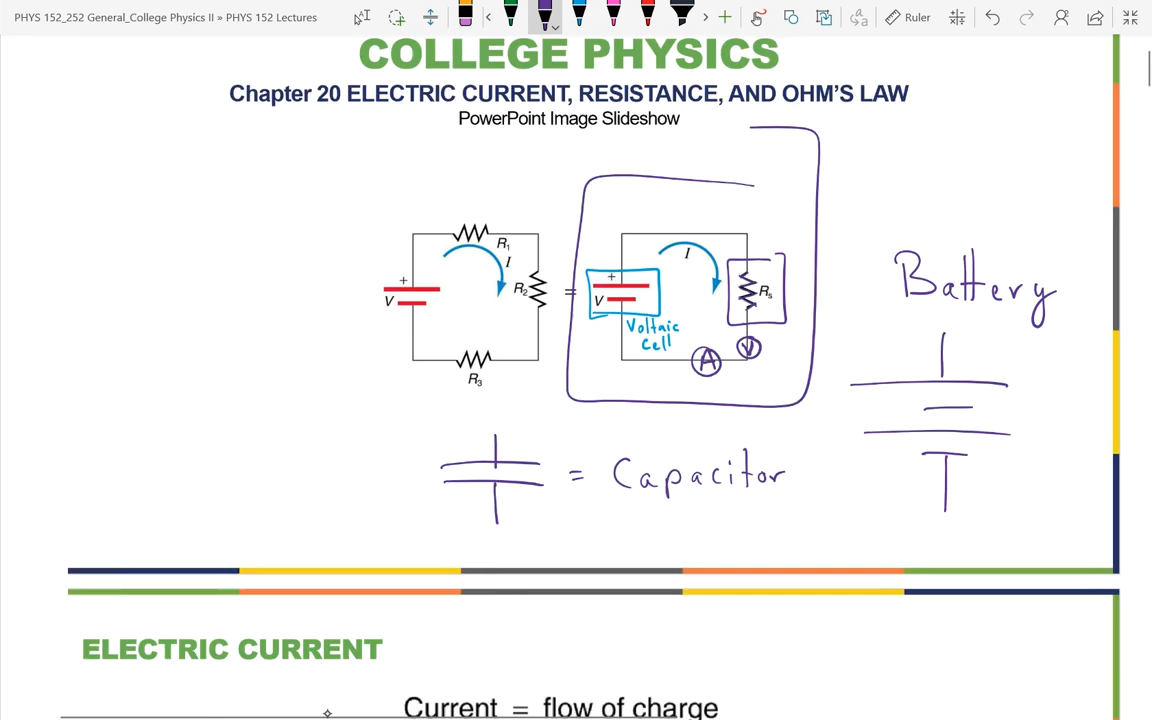 PHYS 152_252 General_College Physics II » PHYS 152 Lectures
Ruler
COLLEGE PHYSICS
Chapter 20 ELECTRIC CURRENT, RESISTANCE, AND OHM'S LAW
PowerPoint Image Slideshow
R1
I
+
V
R2
R3
=
I
+
V
Rs
Voltaic
Cell
A
V
Battery
= Capacitor
ELECTRIC CURRENT
Current = flow of charge